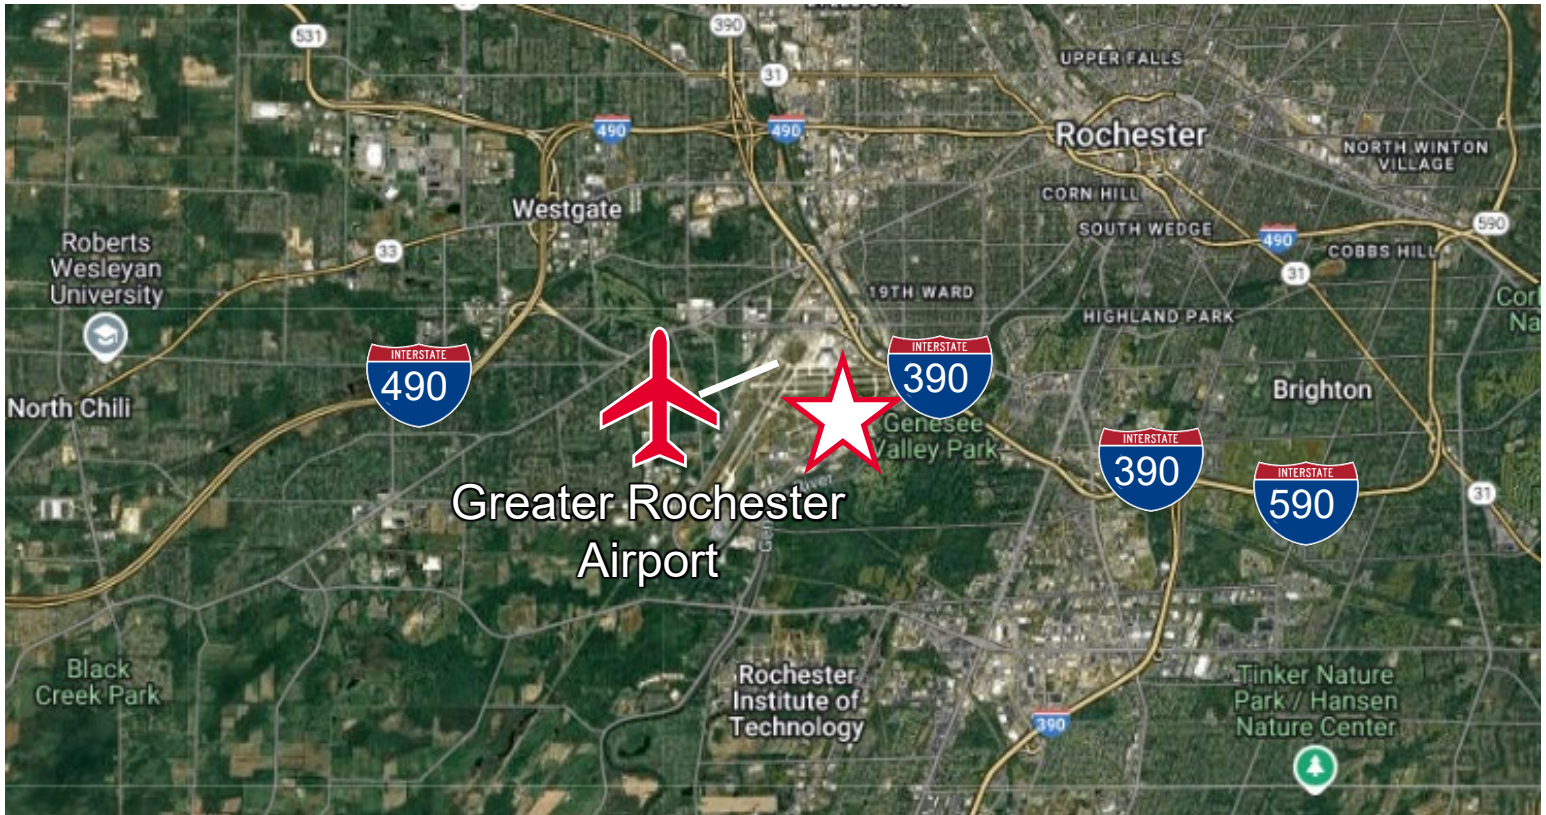 531
390
31
UPPER FALLS
490
490
Rochester
NORTH WINTON
VILLAGE
CORN HILL
Westgate
SOUTH WEDGE
590
490
COBBS HILL
33
Roberts
Wesleyan
University
31
19TH WARD
HIGHLAND PARK
INTERSTATE
490
INTERSTATE
390
Brighton
North Chili
Genesee
Valley Park
INTERSTATE
390
INTERSTATE
590
31
Greater Rochester
Airport
Black
Creek Park
Rochester
Institute of
Technology
Tinker Nature
Park / Hansen
Nature Center
390